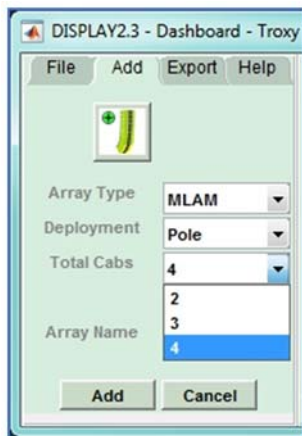 DISPLAY2.3 - Dashboard - Troxy
File Add Export Help
Array Type MLAM
Deployment Pole
Total Cabs 4
2
3
Array Name
4
Add Cancel